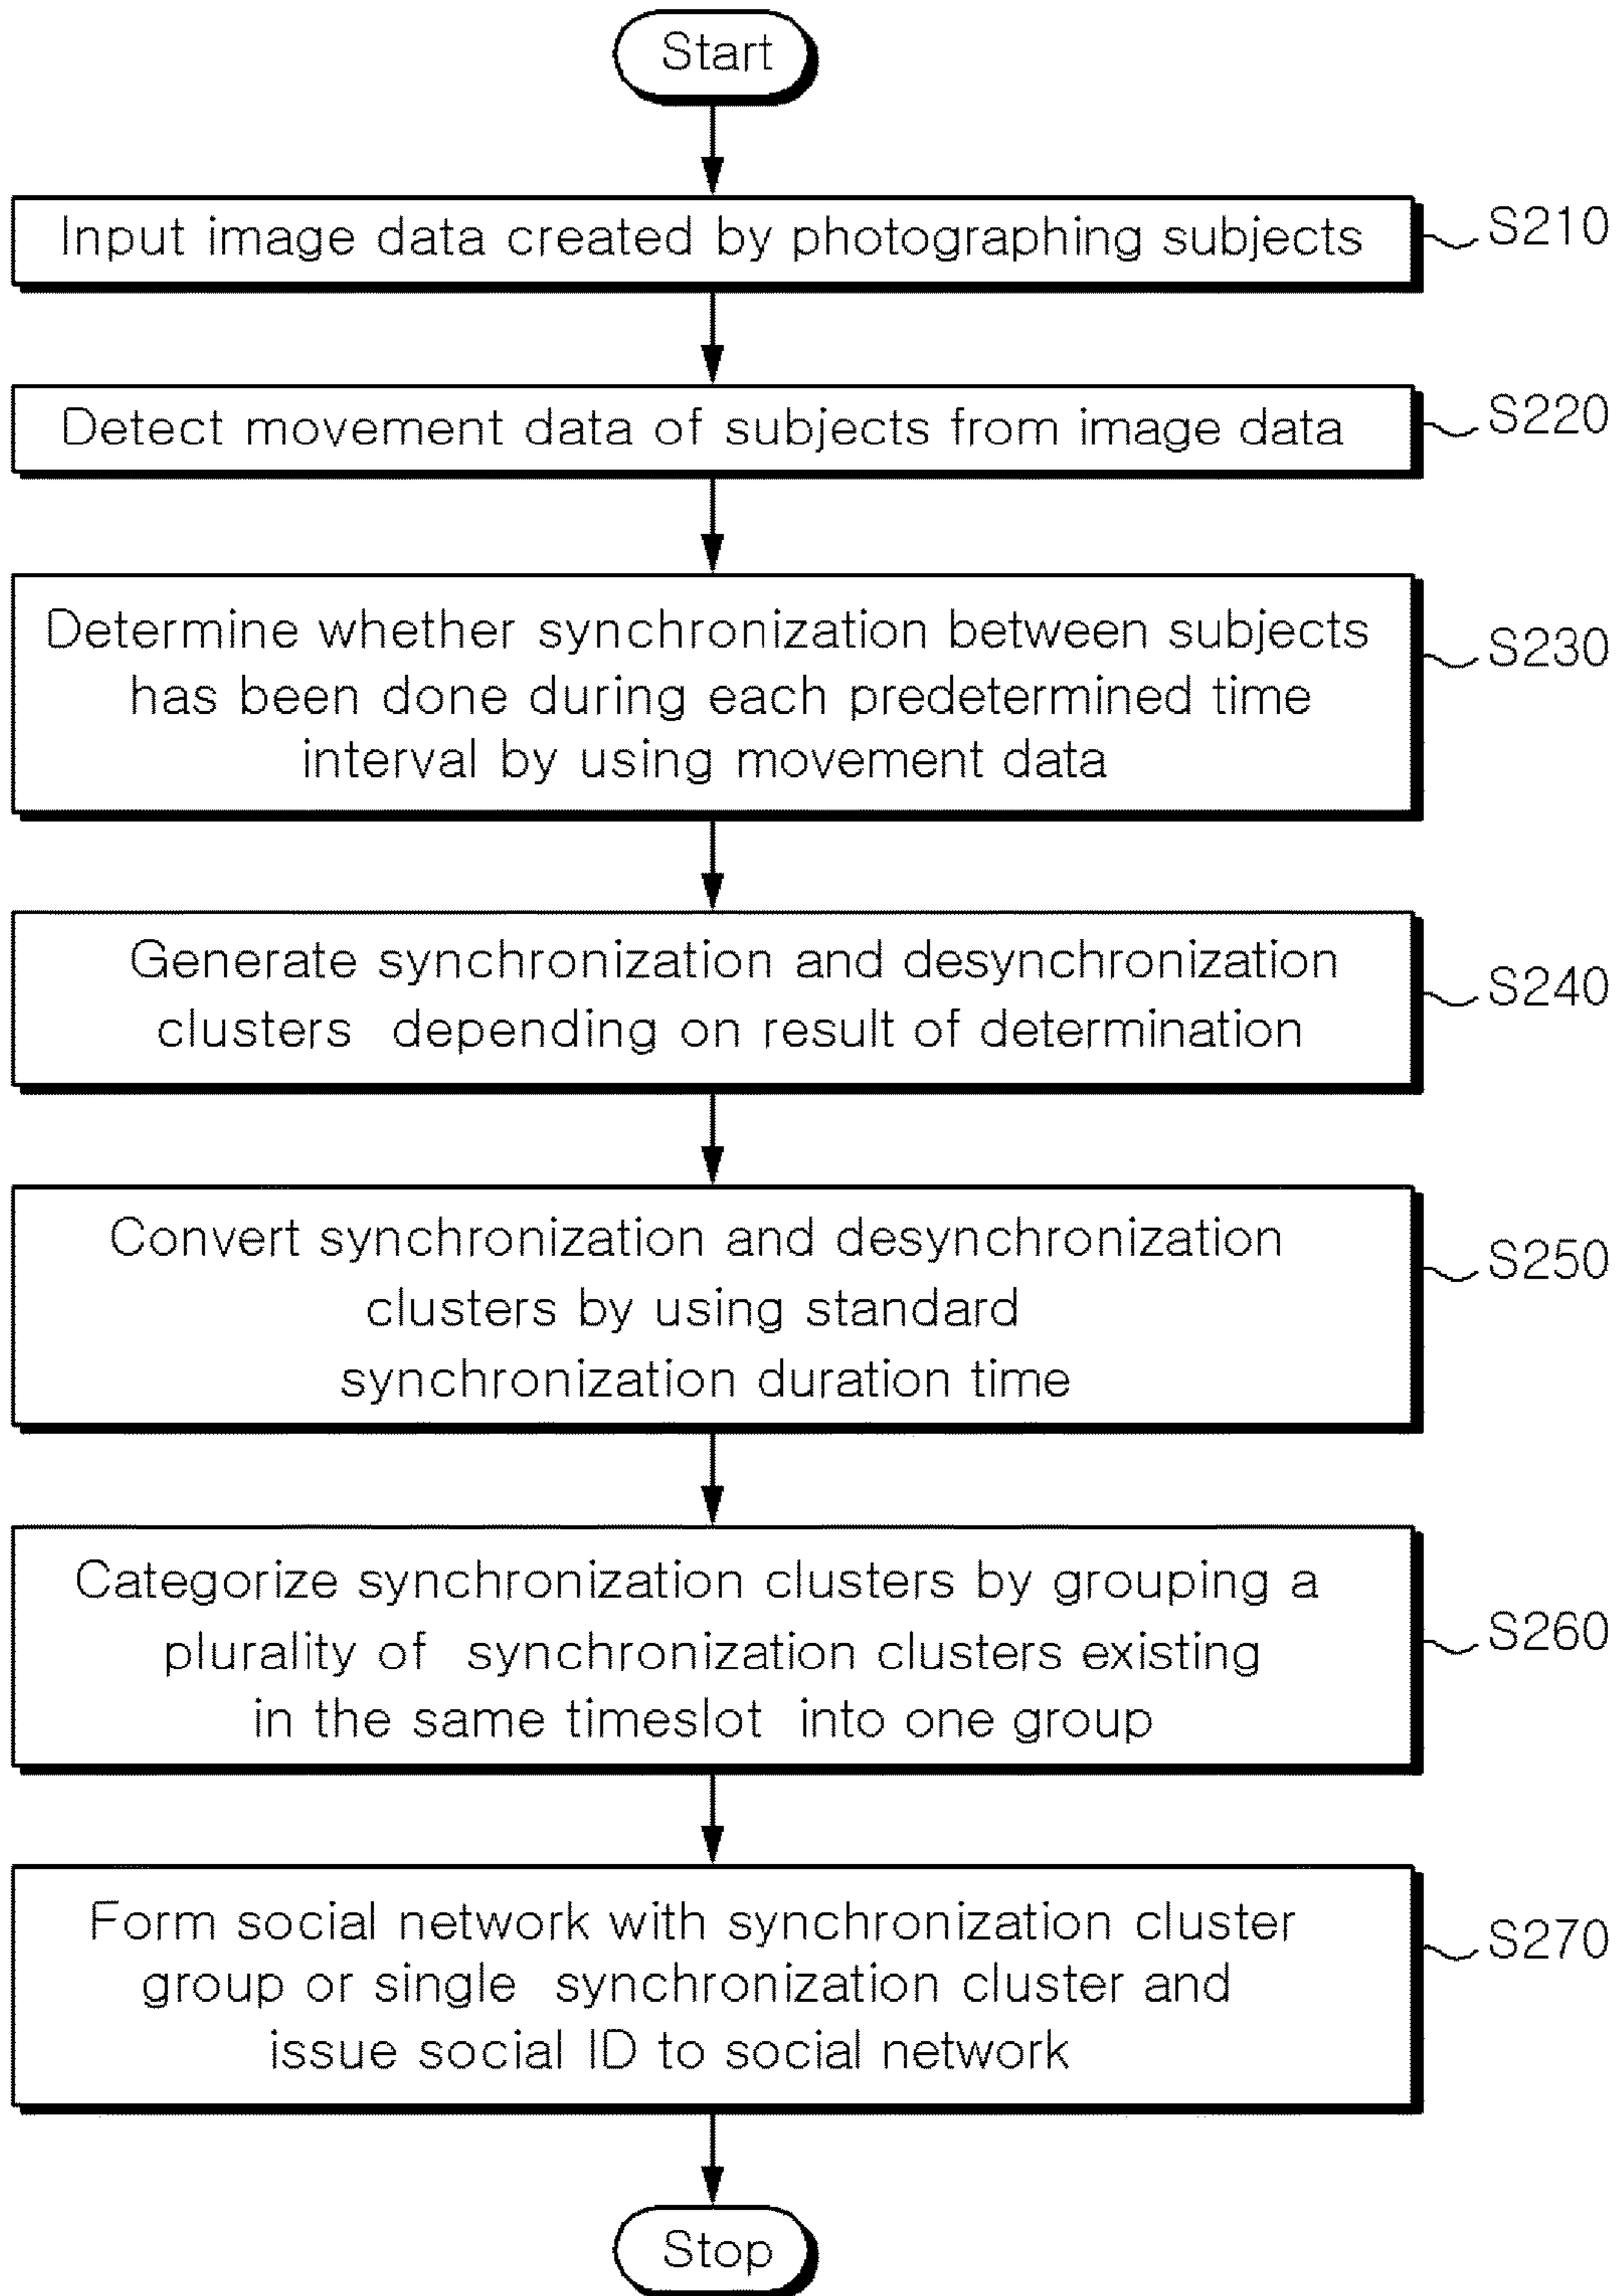 Start
Input image data created by photographing subjects
S210
Detect movement data of subjects from image data
S220
Determine whether synchronization between subjects
has been done during each predetermined time
interval by using movement data
S230
Generate synchronization and desynchronization
clusters depending on result of determination
S240
Convert synchronization and desynchronization
clusters by using standard
synchronization duration time
S250
Categorize synchronization clusters by grouping a
plurality of synchronization clusters existing
in the same timeslot into one group
S260
Form social network with synchronization cluster
group or single synchronization cluster and
issue social ID to social network
S270
Stop